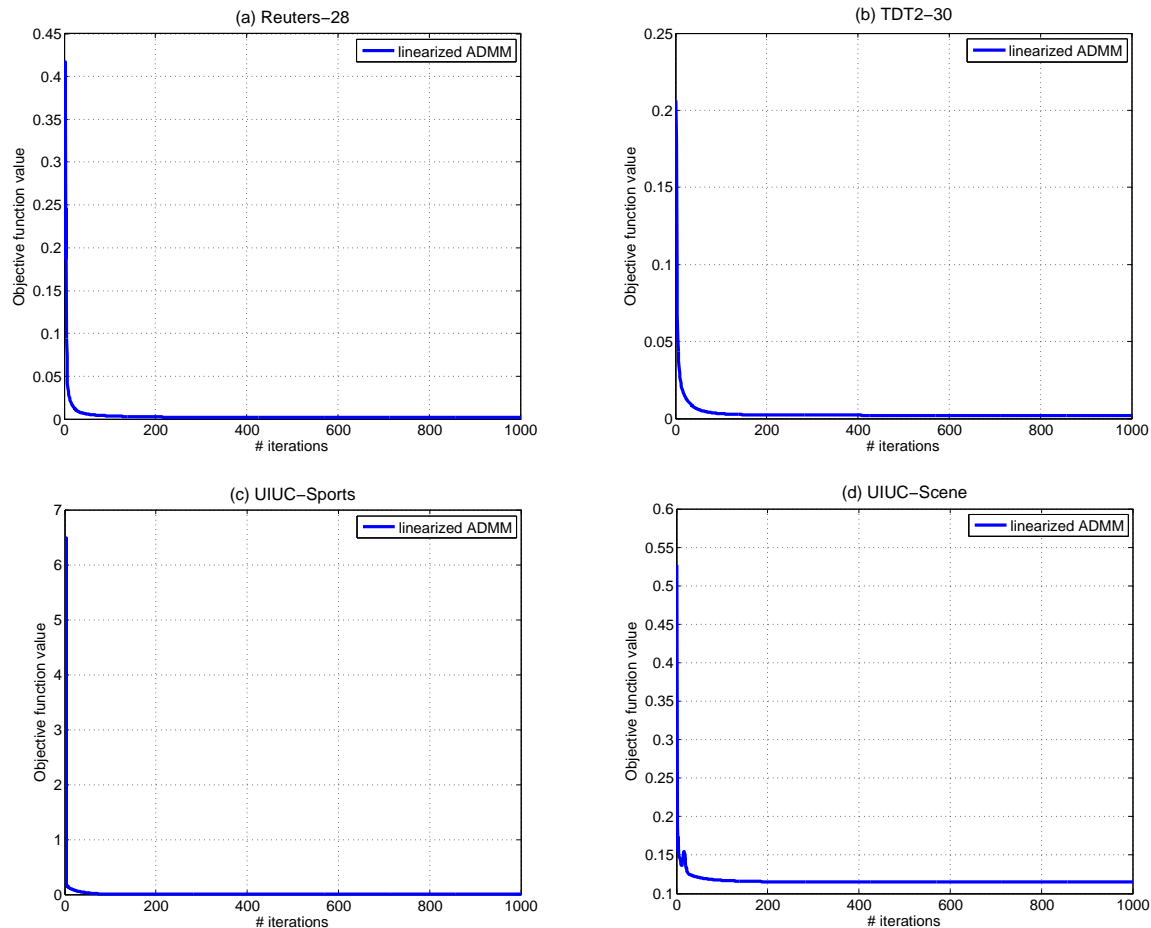 (a) Reuters−28
linearized ADMM
Objective function value
0.45
0.4
0.35
0.3
0.25
0.2
0.15
0.1
0.05
0
0 200 400 600 800 1000
# iterictions
(b) TDT2−30
linearized ADMM
Objective function value
0.25
0.2
0.15
0.1
0.05
0
0 200 400 600 800 1000
# iterictions
(c) UIUC−Sports
linearized ADMM
Objective function value
7
6
5
4
3
2
1
0
0 200 400 600 800 1000
# iterictions
(d) UIUC−Scene
linearized ADMM
Objective function value
0.6
0.55
0.5
0.45
0.4
0.35
0.3
0.25
0.2
0.15
0.1
0 200 400 600 800 1000
# iterictions